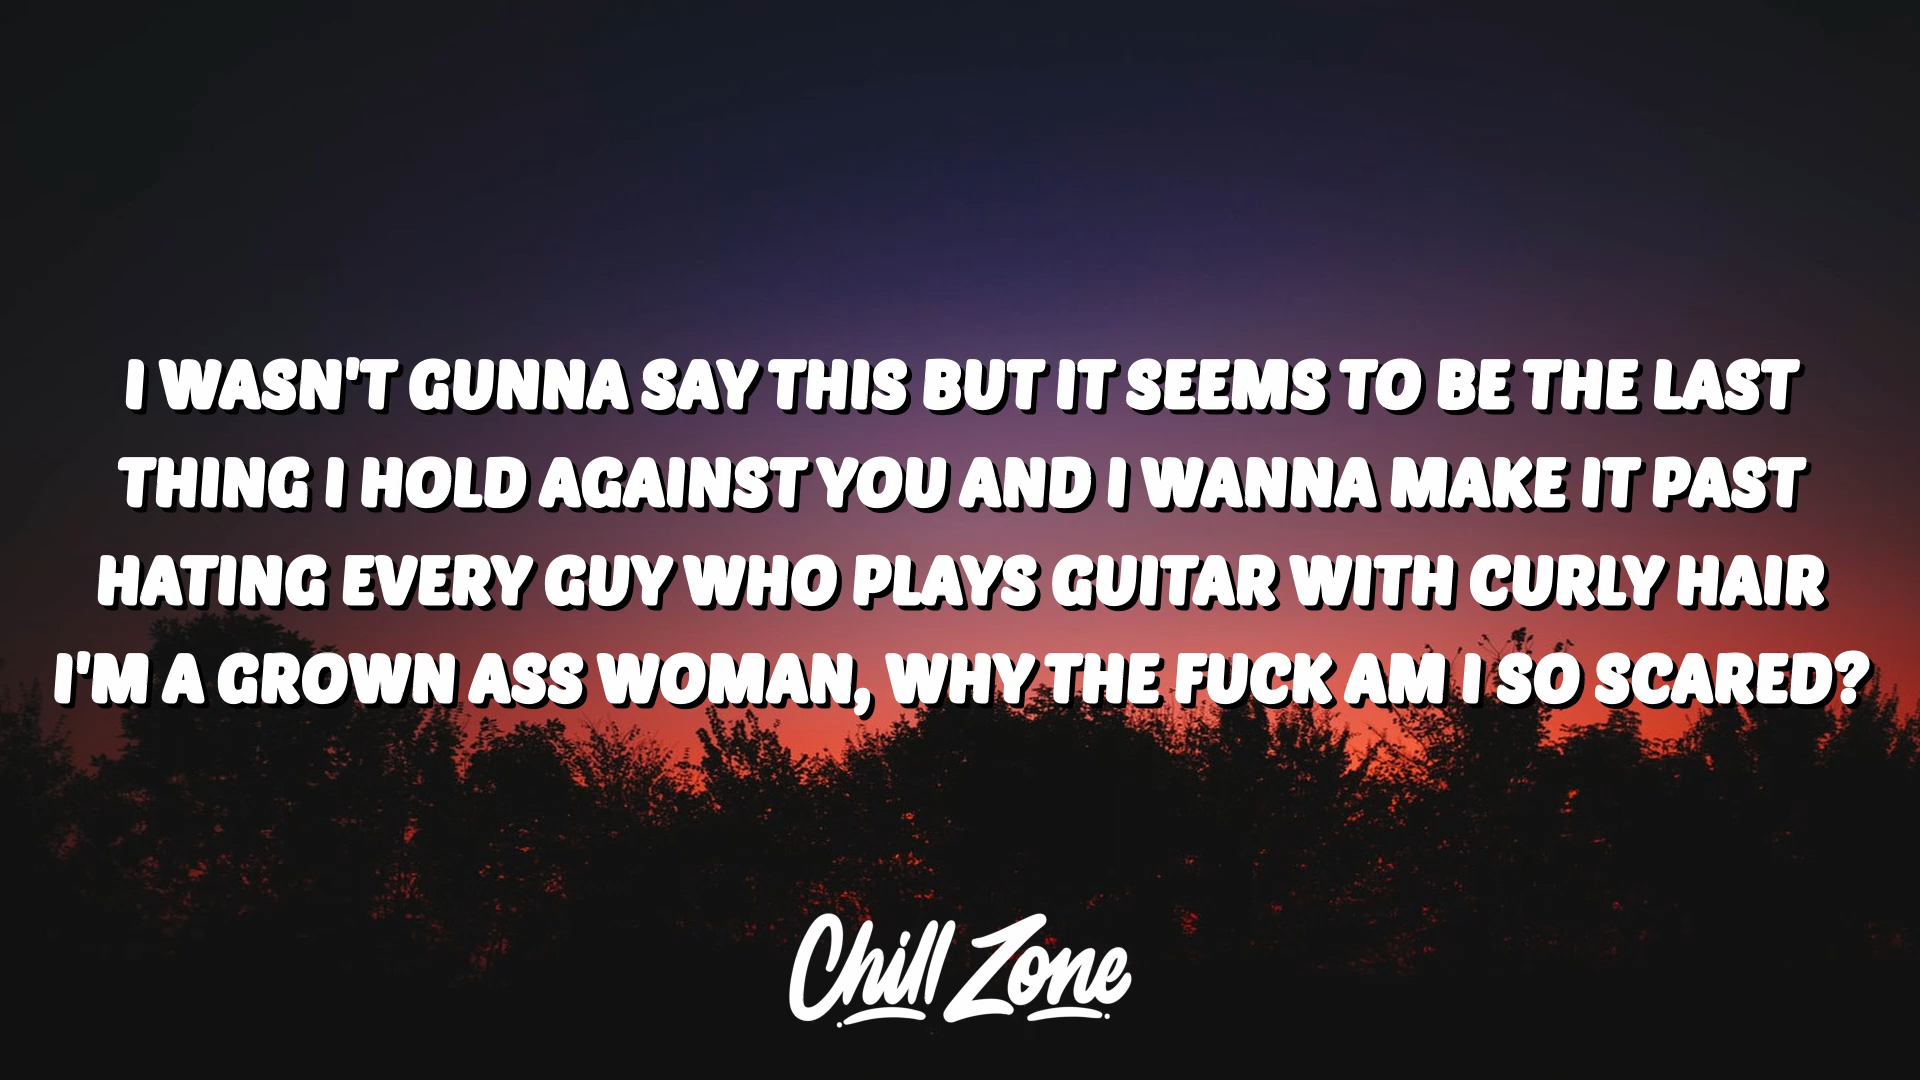 I WASN'T GUNNA SAY THIS BUT IT SEEMS TO BE THE LAST
THING I HOLD AGAINST YOU AND I WANNA MAKE IT PAST
HATING EVERY GUY WHO PLAYS GUITAR WITH CURLY HAIR
I'M A GROWN ASS WOMAN, WHY THE FUCK AM I SO SCARED?
Chill Zone